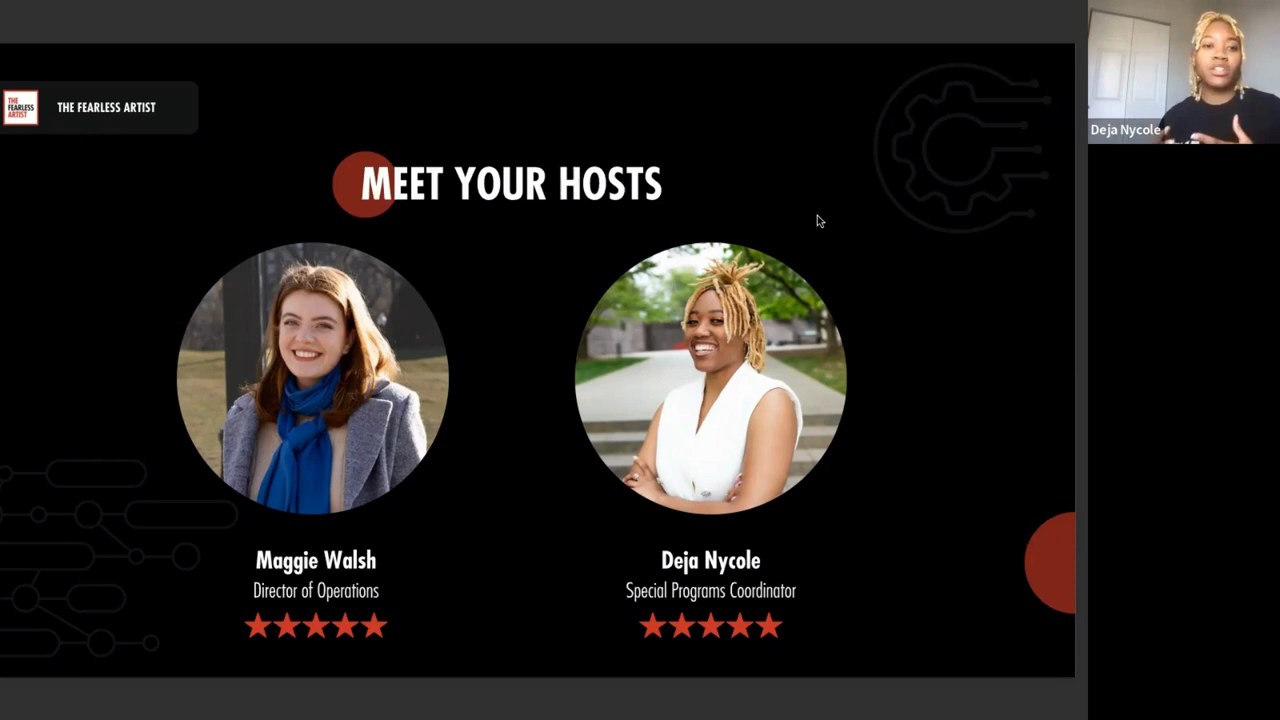 THE
FEARLESS
ARTIST
THE FEARLESS ARTIST
MEET YOUR HOSTS
Deja Nycole
Maggie Walsh
Director of Operations
Deja Nycole
Special Programs Coordinator